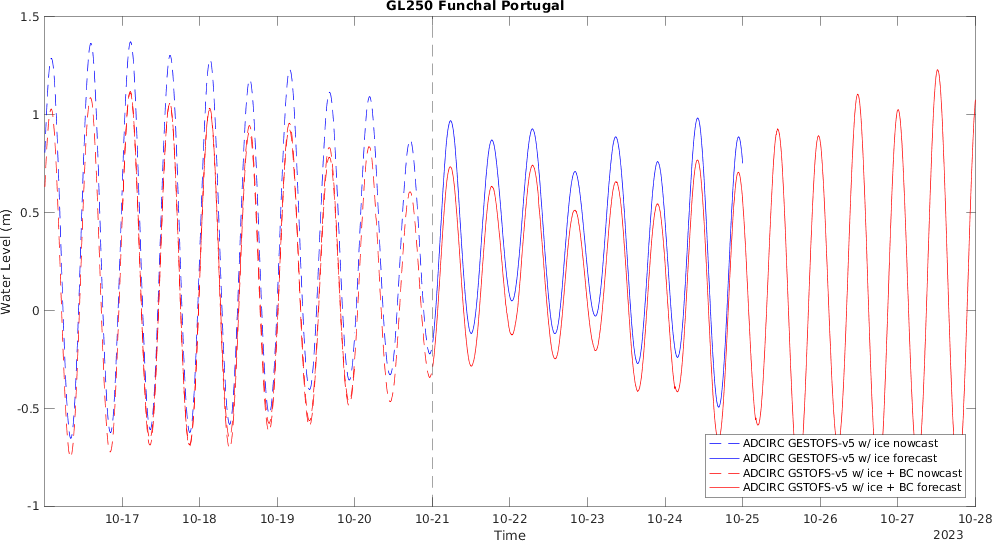 GL250 Funchal Portugal
1.5
1
0.5
0
-0.5
-1
Water Level (m)
ADCIRC GESTOFS-v5 w/ ice nowcast
ADCIRC GESTOFS-v5 w/ ice forecast
ADCIRC GSTOFS-v5 w/ ice + BC nowcast
ADCIRC GSTOFS-v5 w/ ice + BC forecast
10-17 10-18 10-19 10-20 10-21 10-22 10-23 10-24 10-25 10-26 10-27 10-28
Time
2023